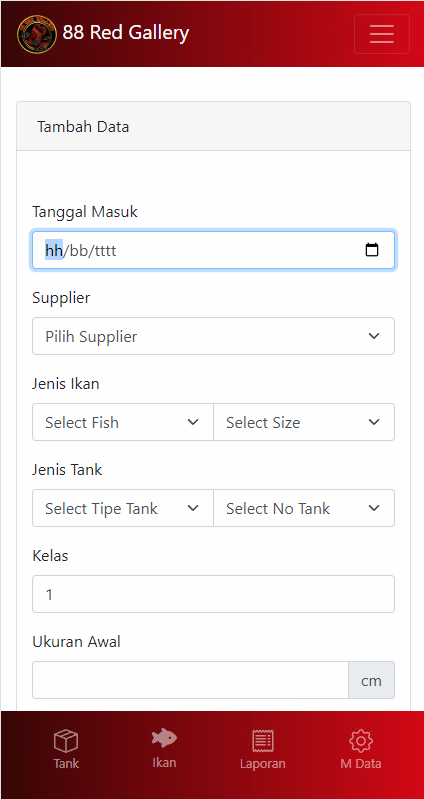 88 Red Gallery
Tambah Data
Tanggal Masuk
hh/bb/tttt
Supplier
Pilih Supplier
Jenis Ikan
Select Fish Select Size
Jenis Tank
Select Tipe Tank Select No Tank
Kelas
1
Ukuran Awal
cm
Tank Ikan Laporan M Data